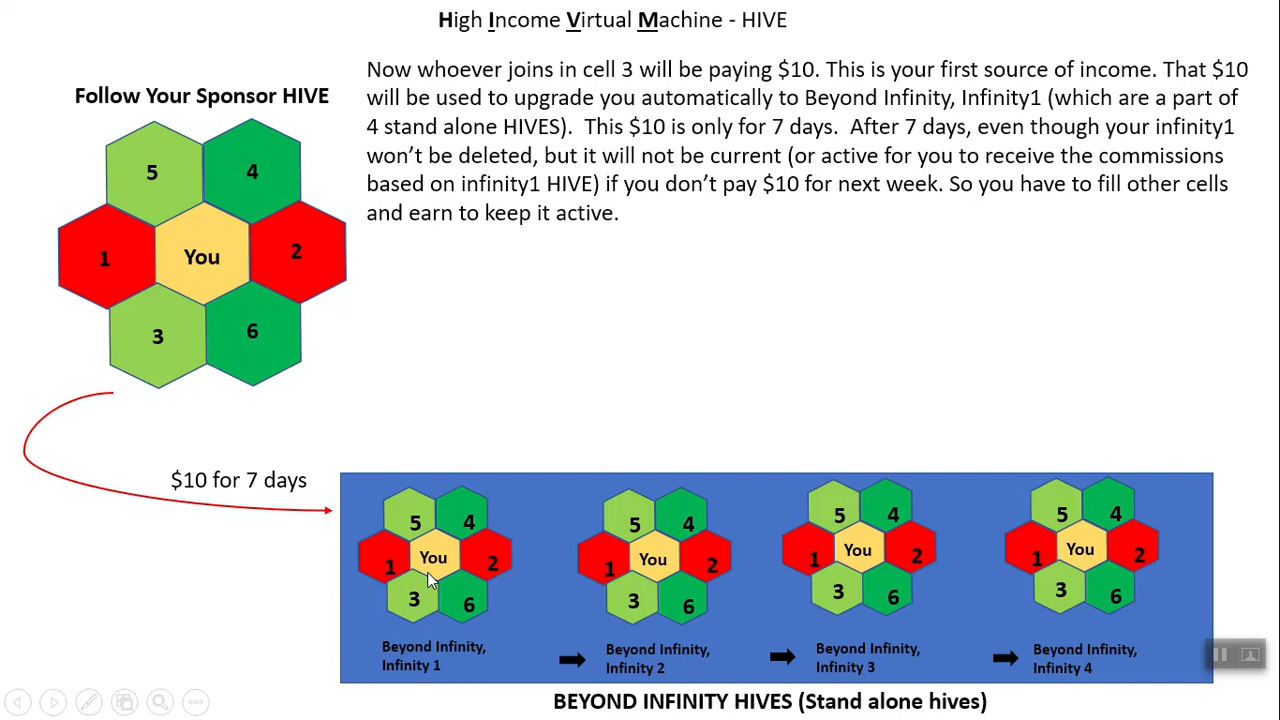 High Income Virtual Machine - HIVE
Now whoever joins in cell 3 will be paying $10. This is your first source of income. That $10
will be used to upgrade you automatically to Beyond Infinity, Infinity1 (which are a part of
4 stand alone HIVES).  This $10 is only for 7 days.  After 7 days, even though your infinity1
won't be deleted, but it will not be current (or active for you to receive the commissions
based on infinity1 HIVE) if you don't pay $10 for next week. So you have to fill other cells
and earn to keep it active.
Follow Your Sponsor HIVE
5 4
1 You 2
3 6
$10 for 7 days
5 4
1 You 2
3 6
Beyond Infinity,
Infinity 1
5 4
1 You 2
3 6
Beyond Infinity,
Infinity 2
5 4
1 You 2
3 6
Beyond Infinity,
Infinity 3
5 4
1 You 2
3 6
Beyond Infinity,
Infinity 4
BEYOND INFINITY HIVES (Stand alone hives)